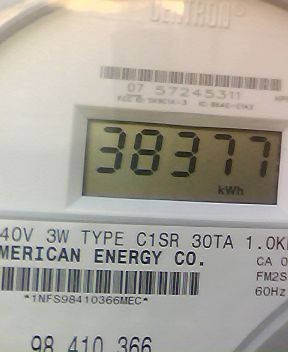 CENTRON®
07 57245311
38377
kWh
40V 3W TYPE C1SR 30TA 1.0K
MERICAN ENERGY CO.
CA 0
FM2S
60Hz
*1NFS98410366MEC*
98 410 366